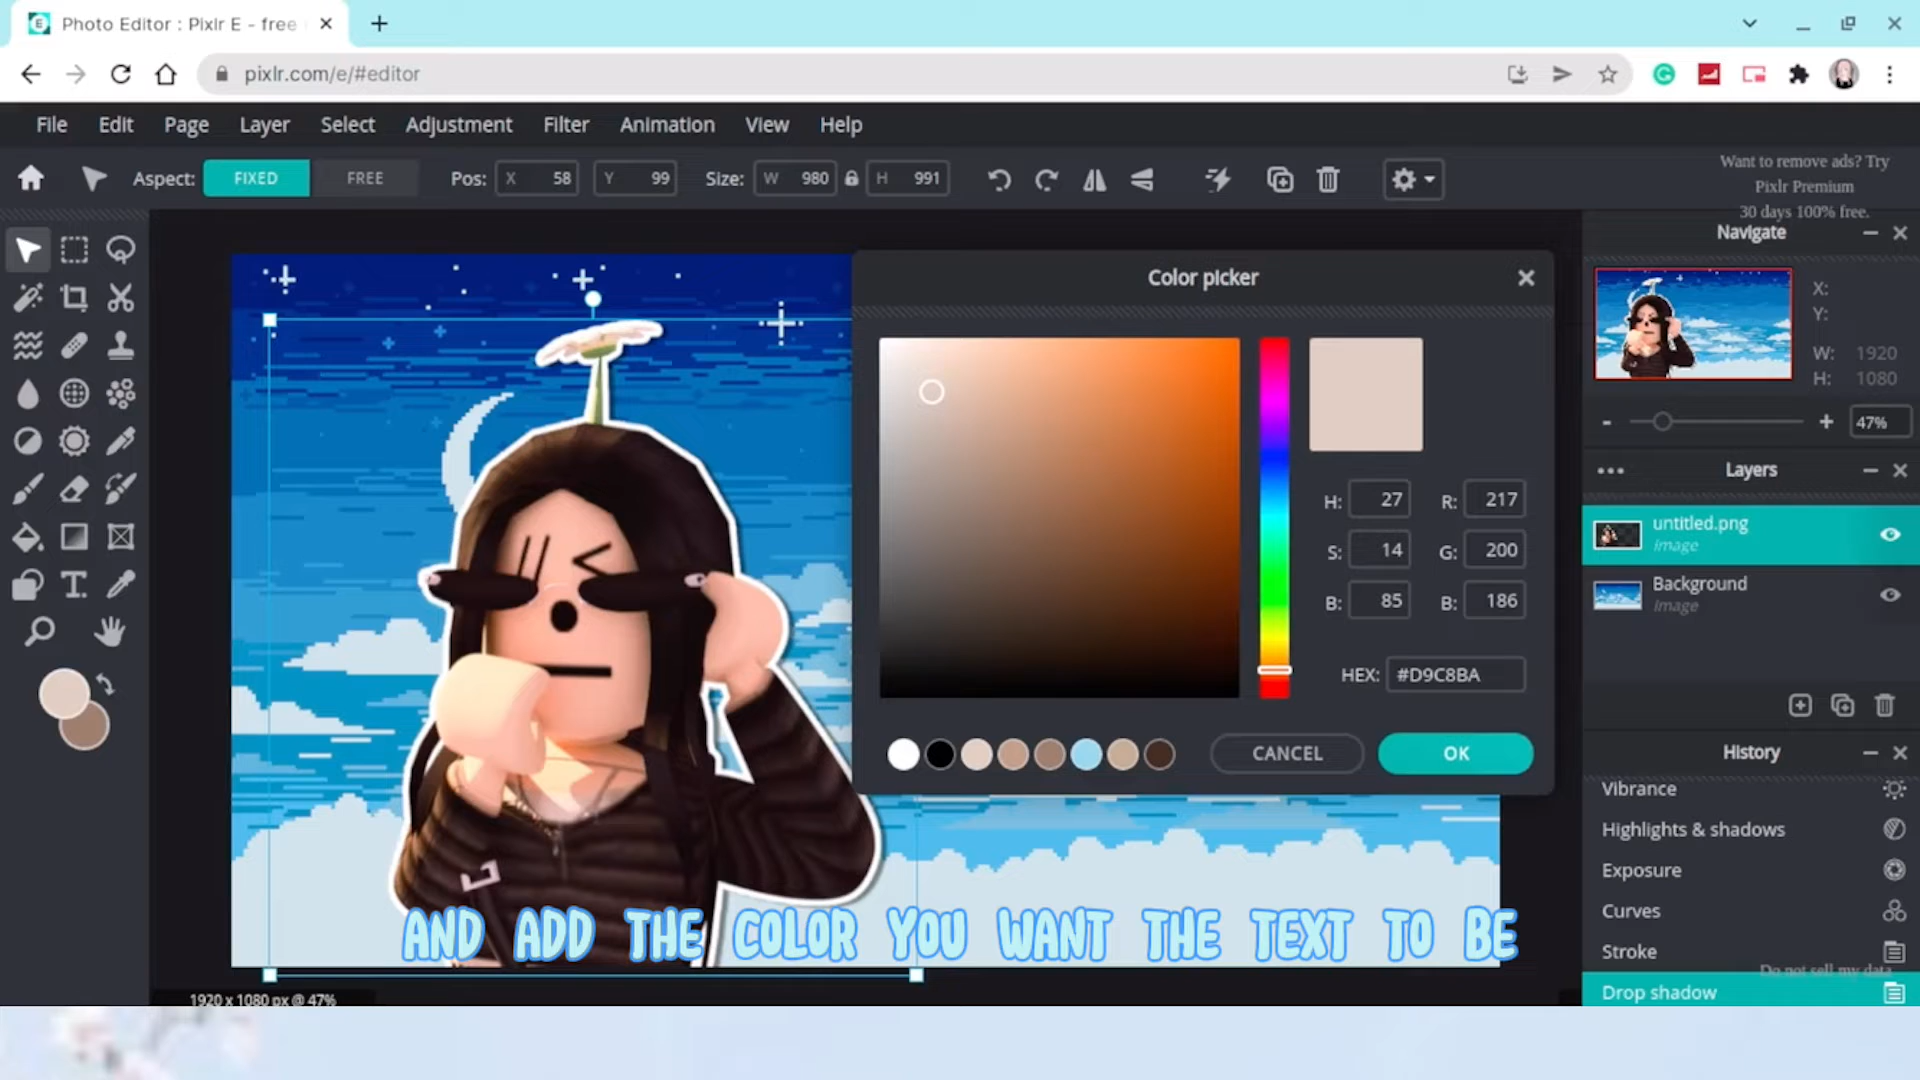 Photo Editor : Pixlr E - free
pixlr.com/e/#editor
File Edit Page Layer Select Adjustment Filter Animation View Help
Aspect: FIXED FREE Pos: X 58 Y 99 Size: W 980 H 991
Want to remove ads? Try
Pixlr Premium
30 days 100% free.
Navigate
X:
Y:
W: 1920
H: 1080
- + 47%
Layers
untitled.png
Image
Background
Image
Color picker
H: 27 R: 217
S: 14 G: 200
B: 85 B: 186
HEX: #D9C8BA
CANCEL OK
History
Vibrance
Highlights & shadows
Exposure
Curves
Stroke
Do not sell my data
Drop shadow
AND ADD THE COLOR YOU WANT THE TEXT TO BE
1920 x 1080 px @ 47%